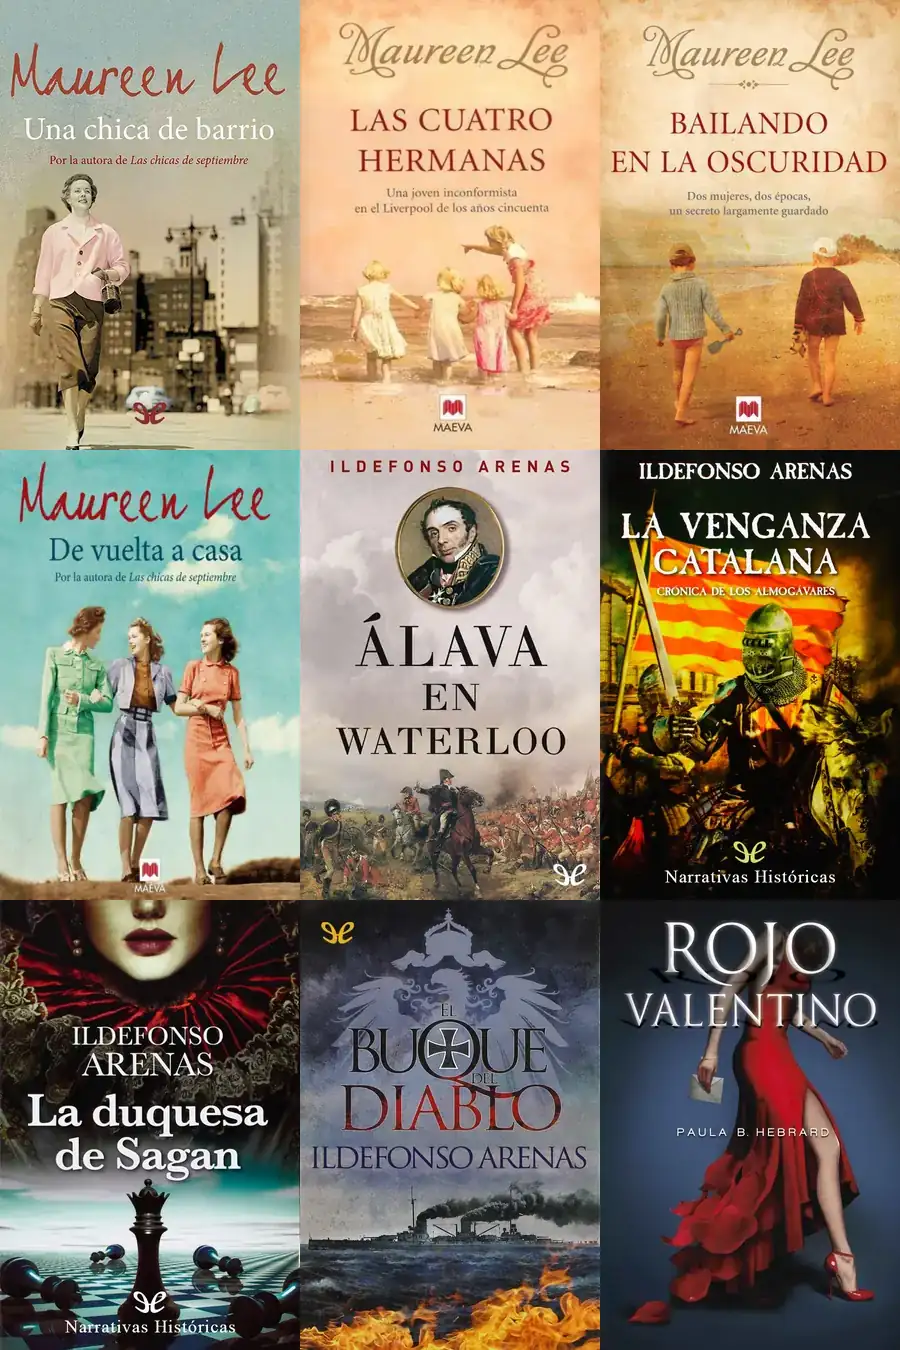 Maureen Lee
Una chica de barrio
Por la autora de Las chicas de septiembre
Maureen Lee
LAS CUATRO
HERMANAS
Una joven inconformista
en el Liverpool de los años cincuenta
MAEVA
Maureen Lee
BAILANDO
EN LA OSCURIDAD
Dos mujeres, dos épocas,
un secreto largamente guardado
MAEVA
Maureen Lee
De vuelta a casa
Por la autora de Las chicas de septiembre
MAEVA
ILDEFONSO ARENAS
ÁLAVA
EN
WATERLOO
ILDEFONSO ARENAS
LA VENGANZA
CATALANA
CRÓNICA DE LOS ALMOGÁVARES
Narrativas Históricas
ILDEFONSO
ARENAS
La duquesa
de Sagan
Narrativas Históricas
EL
BUQUE
DEL
DIABLO
ILDEFONSO ARENAS
ROJO
VALENTINO
PAULA B. HEBRARD